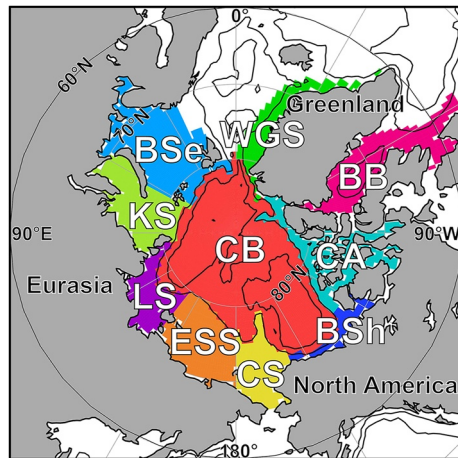 0°
60°N
70°N
Greenland
WGS
BSe
BB
KS
90°E
90°W
CB
CA
Eurasia
LS
80°N
ESS
BSh
CS
North America
180°